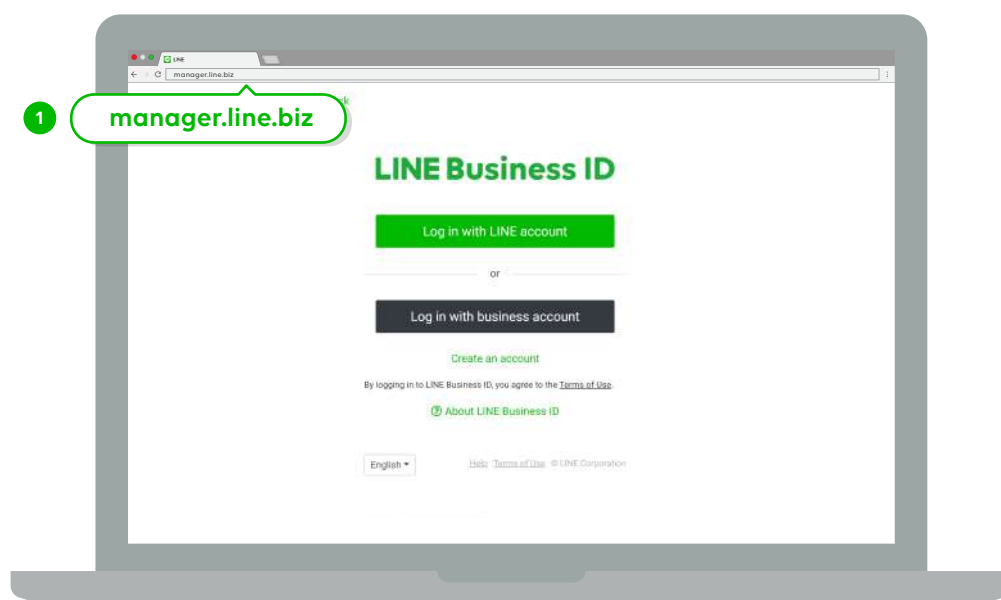 LINE
manager.line.biz
1
manager.line.biz
LINE Business ID
Log in with LINE account
or
Log in with business account
Create an account
By logging in to LINE Business ID, you agree to the Terms of Use.
? About LINE Business ID
English
Help Terms of Use © LINE Corporation